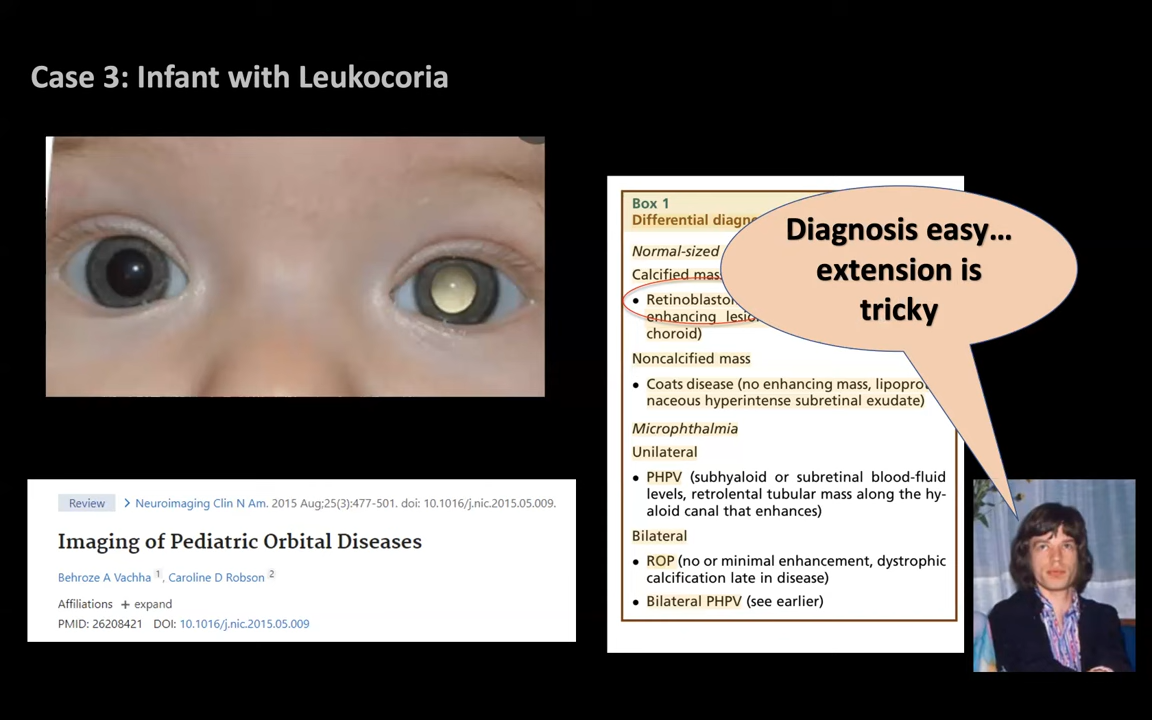 Case 3: Infant with Leukocoria
Box 1
Differential
Normal-sized
Calcified
enhancing
choroid)
Noncalcified mass
• Coats disease (no enhancing mass,
naceous hyperintense subretinal exudate)
Microphthalmia
Unilateral
• PHPV (subhyaloid or subretinal blood-fluid
levels, retrolental tubular mass along the hy-
aloid canal that enhances)
Bilateral
• ROP (no or minimal enhancement, dystrophic
calcification late in disease)
• Bilateral PHPV (see earlier)
Diagnosis easy...
extension is
tricky
Review > Neuroimaging Clin N Am. 2015 Aug;25(3):477-501. doi: 10.1016/j.nic.2015.05.009.
Imaging of Pediatric Orbital Diseases
Behroze A Vachha 1, Caroline D Robson 2
Affiliations + expand
PMID: 26208421 DOI: 10.1016/j.nic.2015.05.009